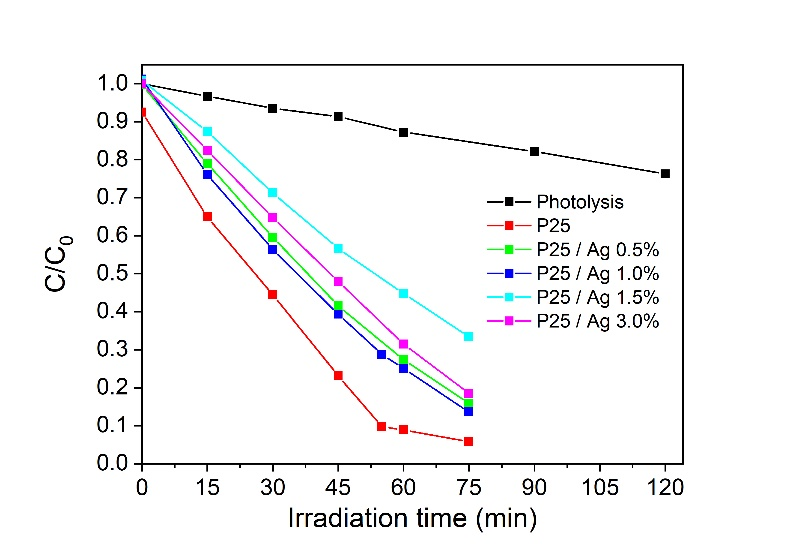 C/C0
1.0
0.9
0.8
0.7
0.6
0.5
0.4
0.3
0.2
0.1
0.0
Photolysis
P25
P25 / Ag 0.5%
P25 / Ag 1.0%
P25 / Ag 1.5%
P25 / Ag 3.0%
0 15 30 45 60 75 90 105 120
Irradiation time (min)